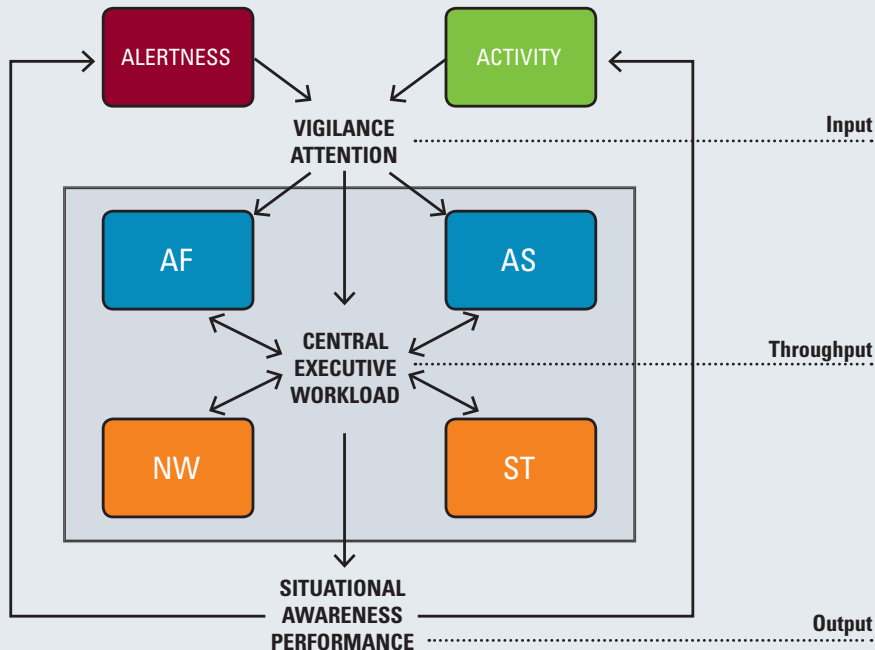 ALERTNESS
ACTIVITY
VIGILANCE
ATTENTION
Input
AF
AS
CENTRAL
EXECUTIVE
WORKLOAD
Throughput
NW
ST
SITUATIONAL
AWARENESS
PERFORMANCE
Output